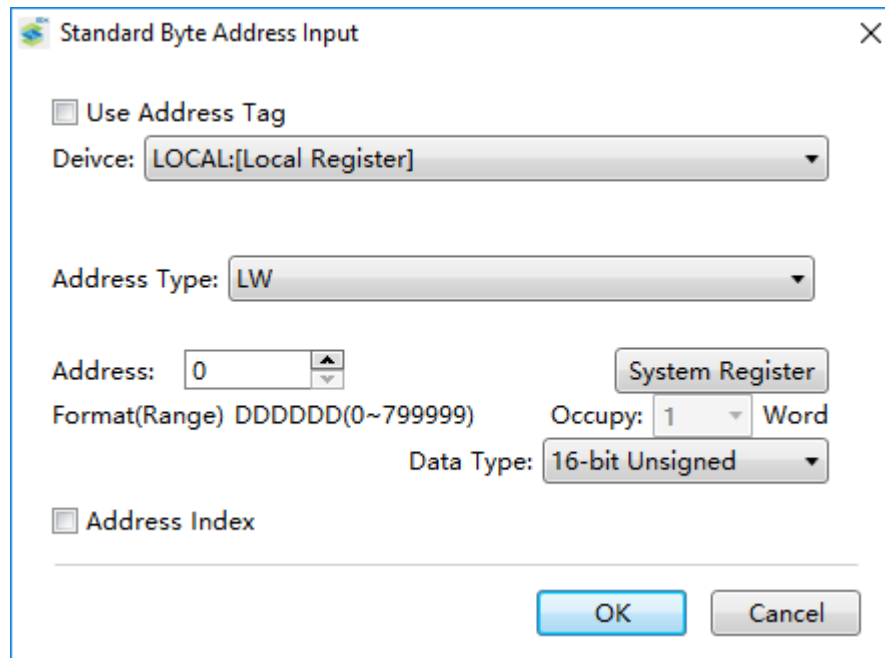 Standard Byte Address Input
Use Address Tag
Deivce: LOCAL:[Local Register]
Address Type: LW
Address: 0 System Register
Format(Range) DDDDDD(0~799999) Occupy: 1 Word
Data Type: 16-bit Unsigned
Address Index
OK Cancel